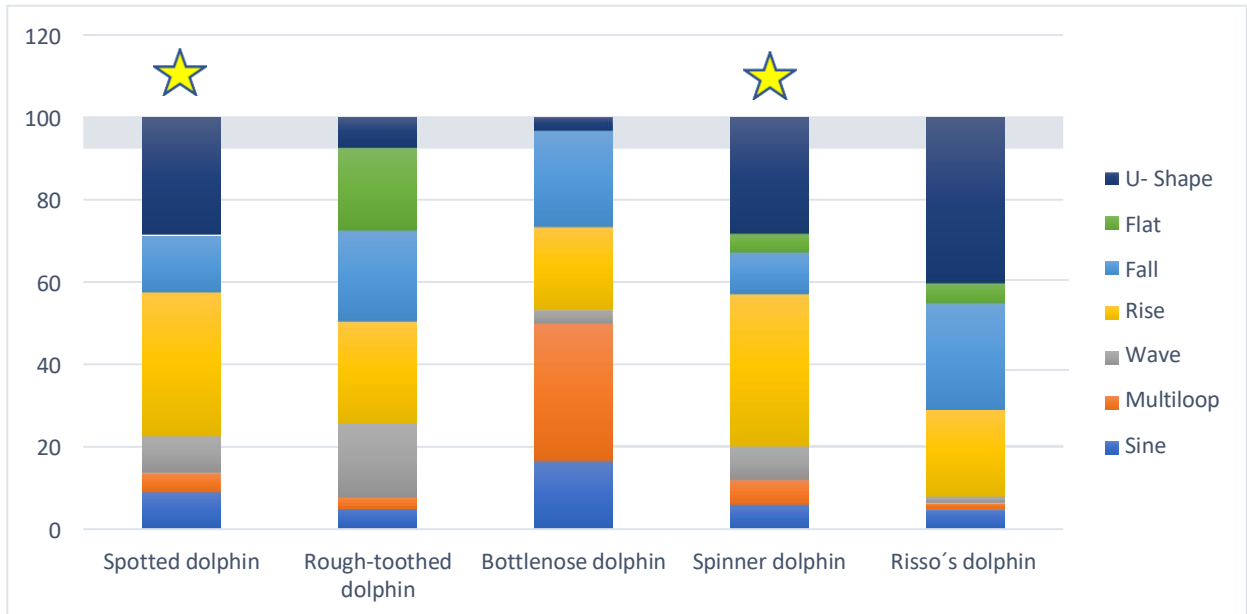 120
100
80
60
40
20
0
Spotted dolphin
Rough-toothed
dolphin
Bottlenose dolphin
Spinner dolphin
Risso´s dolphin
U- Shape
Flat
Fall
Rise
Wave
Multiloop
Sine